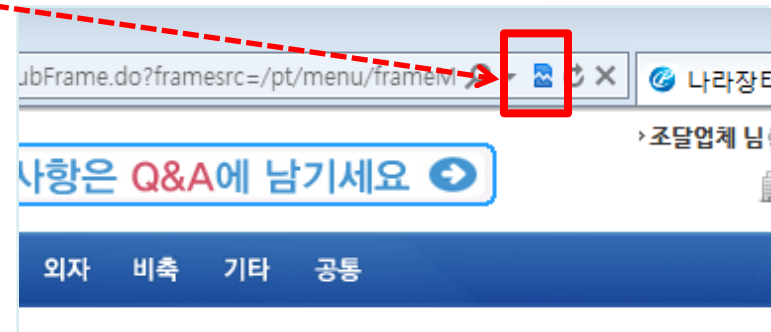 ubFrame.do?framesrc=/pt/menu/frameM
나라장터
조달업체 님
사항은 Q&A에 남기세요
외자 비축 기타 공통